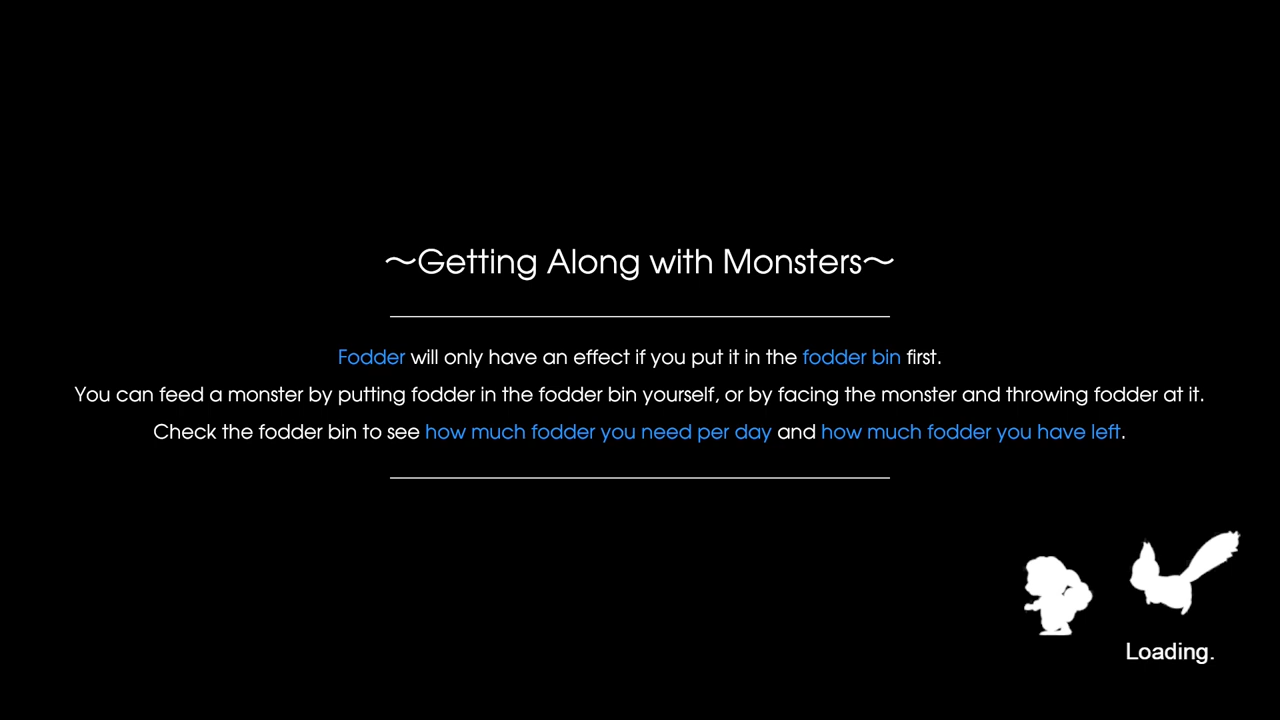 ～Getting Along with Monsters～
Fodder will only have an effect if you put it in the fodder bin first.
You can feed a monster by putting fodder in the fodder bin yourself, or by facing the monster and throwing fodder at it.
Check the fodder bin to see how much fodder you need per day and how much fodder you have left.
Loading.